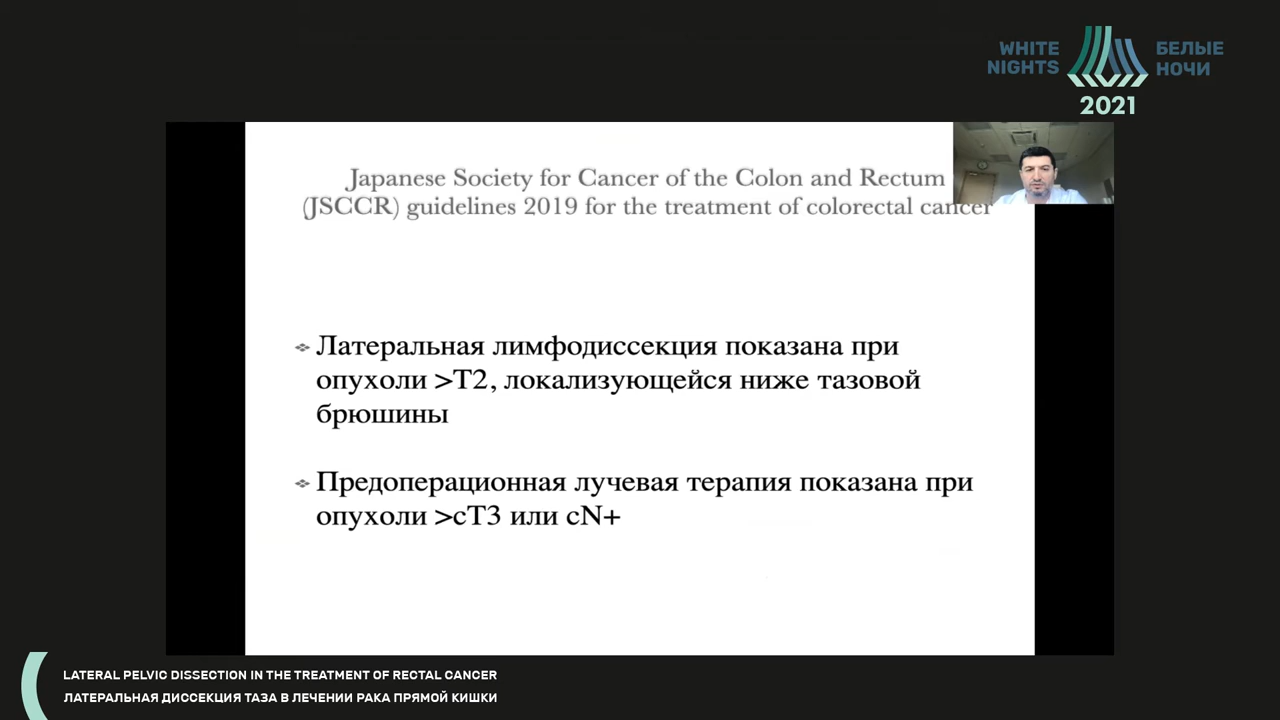 WHITE
NIGHTS
БЕЛЫЕ
НОЧИ
2021
Japanese Society for Cancer of the Colon and Rectum
(JSCCR) guidelines 2019 for the treatment of colorectal cancer
Латеральная лимфодиссекция показана при
опухоли >T2, локализующейся ниже тазовой
брюшины
Предоперационная лучевая терапия показана при
опухоли >cT3 или cN+
LATERAL PELVIC DISSECTION IN THE TREATMENT OF RECTAL CANCER
ЛАТЕРАЛЬНАЯ ДИССЕКЦИЯ ТАЗА В ЛЕЧЕНИИ РАКА ПРЯМОЙ КИШКИ